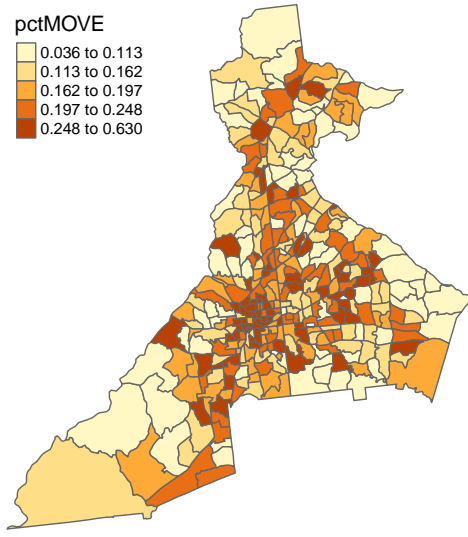 pctMOVE
0.036 to 0.113
0.113 to 0.162
0.162 to 0.197
0.197 to 0.248
0.248 to 0.630